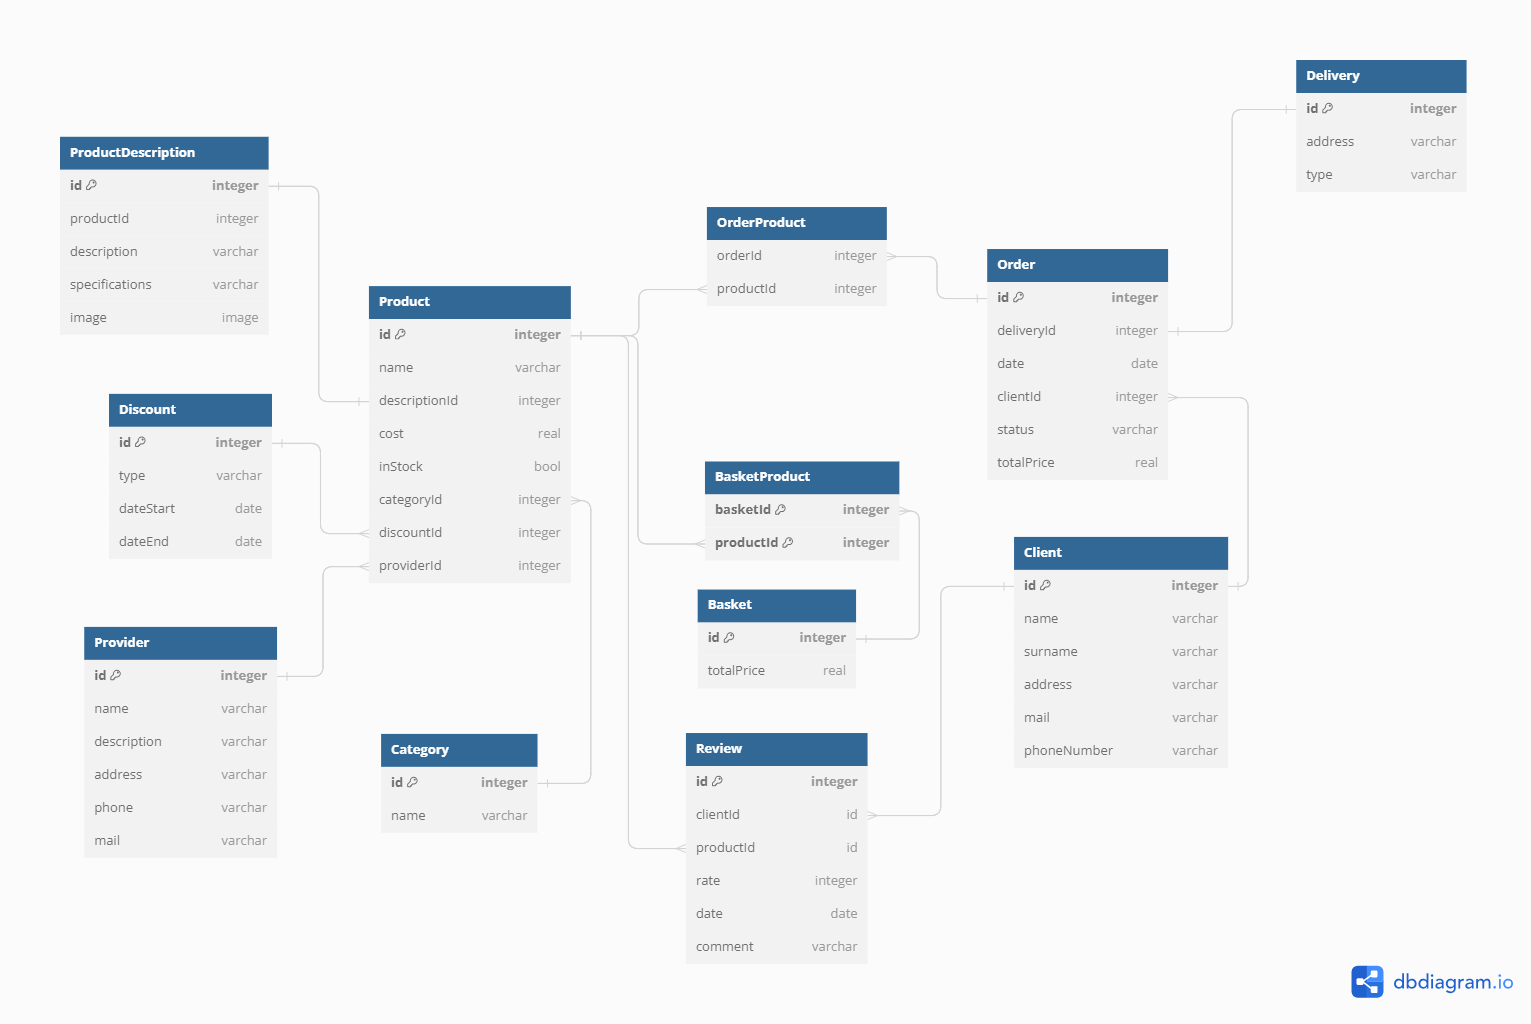 Delivery
id integer
address varchar
type varchar
ProductDescription
id integer
productId integer
description varchar
specifications varchar
image image
OrderProduct
orderId integer
productId integer
Order
id integer
deliveryId integer
date date
clientId integer
status varchar
totalPrice real
Product
id integer
name varchar
descriptionId integer
cost real
inStock bool
categoryId integer
discountId integer
providerId integer
Discount
id integer
type varchar
dateStart date
dateEnd date
BasketProduct
basketId integer
productId integer
Client
id integer
name varchar
surname varchar
address varchar
mail varchar
phoneNumber varchar
Basket
id integer
totalPrice real
Provider
id integer
name varchar
description varchar
address varchar
phone varchar
mail varchar
Category
id integer
name varchar
Review
id integer
clientId id
productId id
rate integer
date date
comment varchar
dbdiagram.io